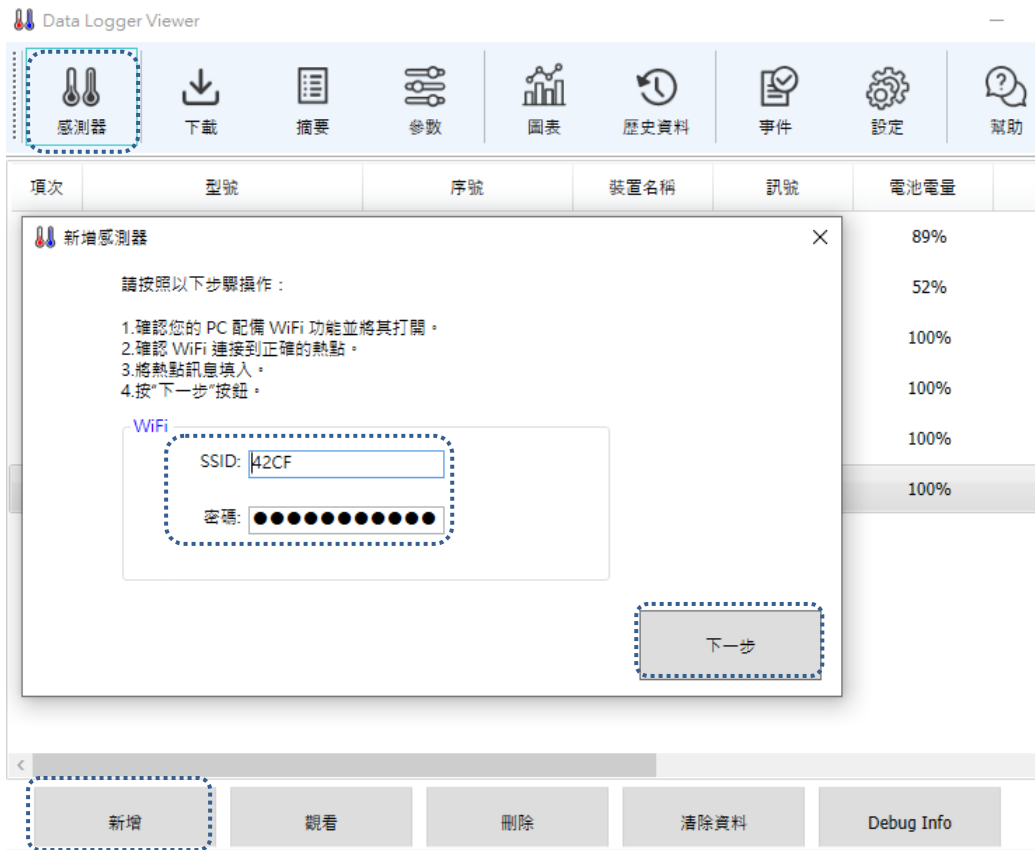 Data Logger Viewer
感測器 下載 摘要 參數 圖表 歷史資料 事件 設定 幫助
項次 型號 序號 裝置名稱 訊號 電池電量
新增感測器
89%
請按照以下步驟操作：
52%
1.確認您的 PC 配備 WiFi 功能並將其打開。
100%
2.確認 WiFi 連接到正確的熱點。
3.將熱點訊息填入。
4.按“下一步”按鈕。
100%
WiFi
100%
SSID: 42CF
100%
密碼: ●●●●●●●●●●●
下一步
新增 觀看 刪除 清除資料 Debug Info